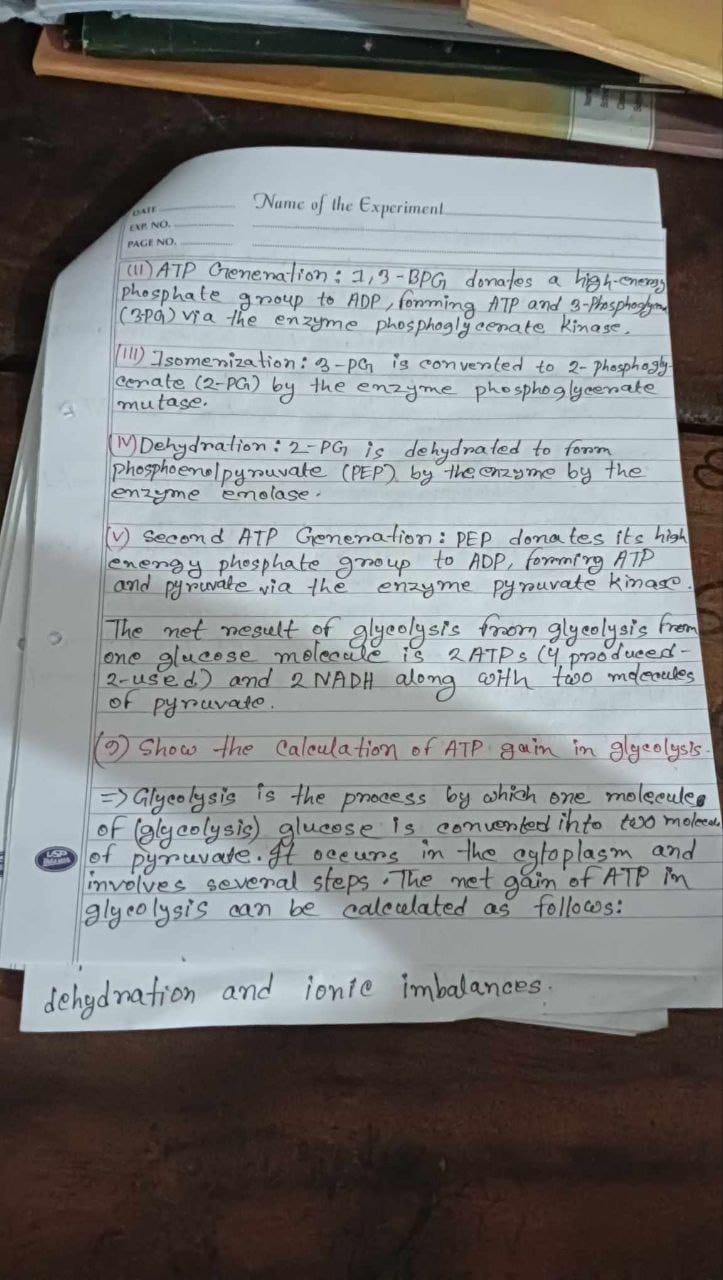 Name of the Experiment
DATE
EXP. NO.
PAGE NO.
(II) ATP Generation : 1,3-BPG donates a high-energy
phosphate group to ADP, forming ATP and 3-Phosphoglyce
(3PG) via the enzyme phosphoglycerate kinase.
(III) Isomerization : 3-PG is converted to 2-phosphogly-
cerate (2-PG) by the enzyme phosphoglycerate
mutase.
(IV) Dehydration : 2-PG is dehydrated to form
phosphoenolpyruvate (PEP) by the enzyme by the
enzyme enolase.
(V) Second ATP Generation : PEP donates its high
energy phosphate group to ADP, forming ATP
and pyruvate via the enzyme pyruvate kinase.
The net result of glycolysis from glycolysis from
one glucose molecule is 2 ATPs (4 produced-
2-used) and 2 NADH along with two molecules
of pyruvate.
(9) Show the Calculation of ATP gain in glycolysis.
=> Glycolysis is the process by which one molecule
of (glycolysis) glucose is converted into two molecule
of pyruvate. It occurs in the cytoplasm and
involves several steps. The net gain of ATP in
glycolysis can be calculated as follows:
dehydration and ionic imbalances.